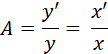 A = y′/y = x′/x